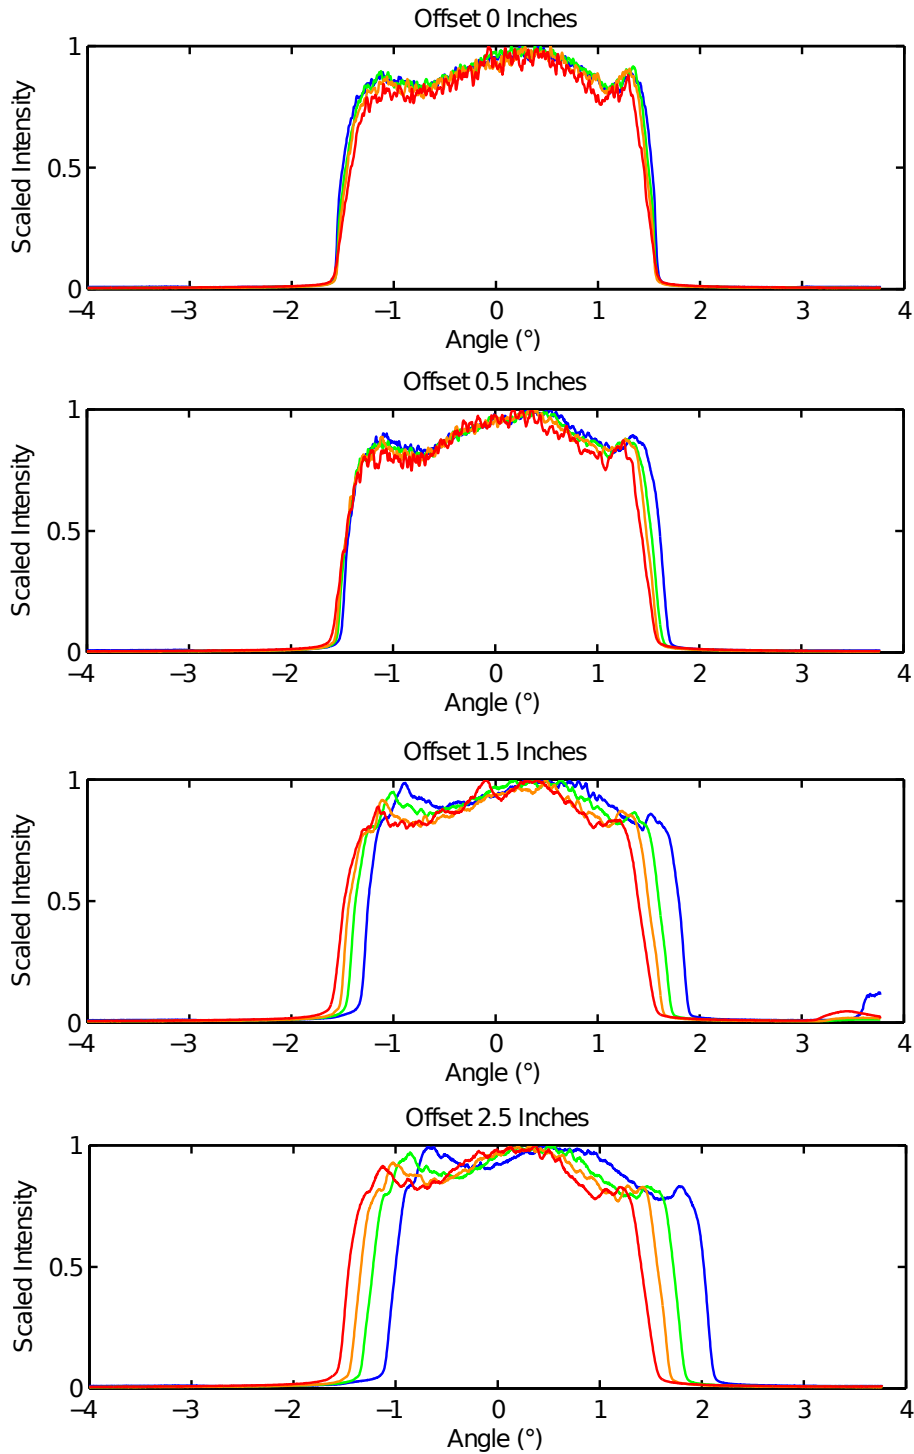 Offset 0 Inches
1
0.5
0
Scaled Intensity
−4 −3 −2 −1 0 1 2 3 4
Angle (°)
Offset 0.5 Inches
1
0.5
0
Scaled Intensity
−4 −3 −2 −1 0 1 2 3 4
Angle (°)
Offset 1.5 Inches
1
0.5
0
Scaled Intensity
−4 −3 −2 −1 0 1 2 3 4
Angle (°)
Offset 2.5 Inches
1
0.5
0
Scaled Intensity
−4 −3 −2 −1 0 1 2 3 4
Angle (°)